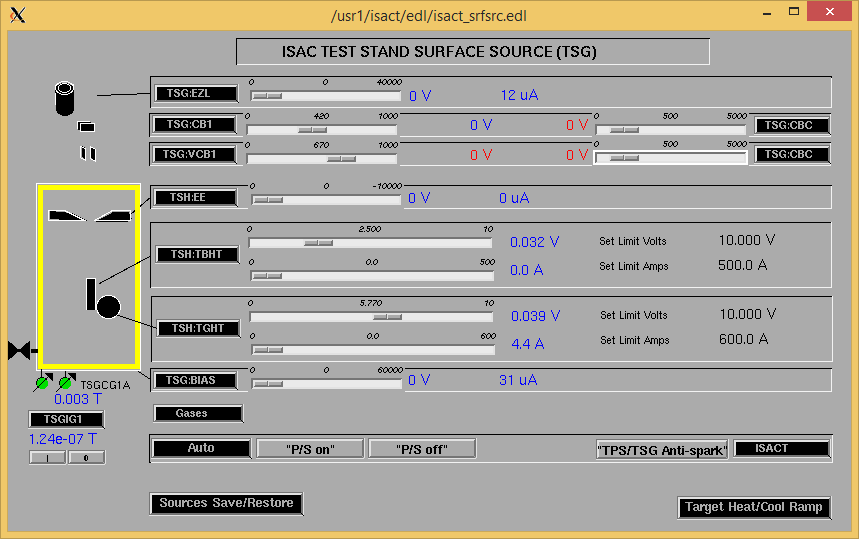 /usr1/isact/edl/isact_srfsrc.edl
ISAC TEST STAND SURFACE SOURCE (TSG)
0 0 40000
TSG:EZL 0 V 12 uA
0 420 1000 0 500 5000
TSG:CB1 0 V 0 V TSG:CBC
0 670 1000 0 500 5000
TSG:VCB1 0 V 0 V TSG:CBC
0 0 -10000
TSH:EE 0 V 0 uA
0 2.500 10
0.032 V Set Limit Volts 10.000 V
TSH:TBHT
0 0.0 500
0.0 A Set Limit Amps 500.0 A
0 5.770 10
0.039 V Set Limit Volts 10.000 V
TSH:TGHT
0 0.0 600
4.4 A Set Limit Amps 600.0 A
0 0 60000
TSG:BIAS 0 V 31 uA
TSGCG1A
0.003 T
Gases
TSGIG1
1.24e-07 T
I 0
Auto "P/S on" "P/S off" "TPS/TSG Anti-spark" ISACT
Sources Save/Restore
Target Heat/Cool Ramp